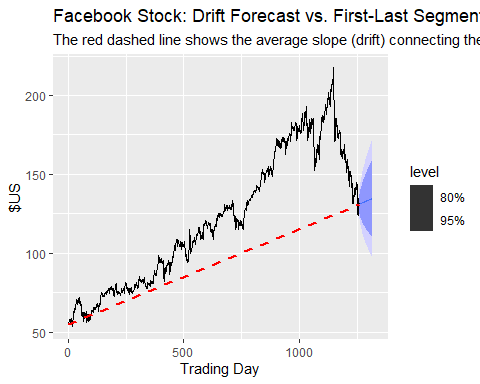 Facebook Stock: Drift Forecast vs. First-Last Segment
The red dashed line shows the average slope (drift) connecting the
200
150
100
50
$US
0
500
1000
Trading Day
level
80%
95%